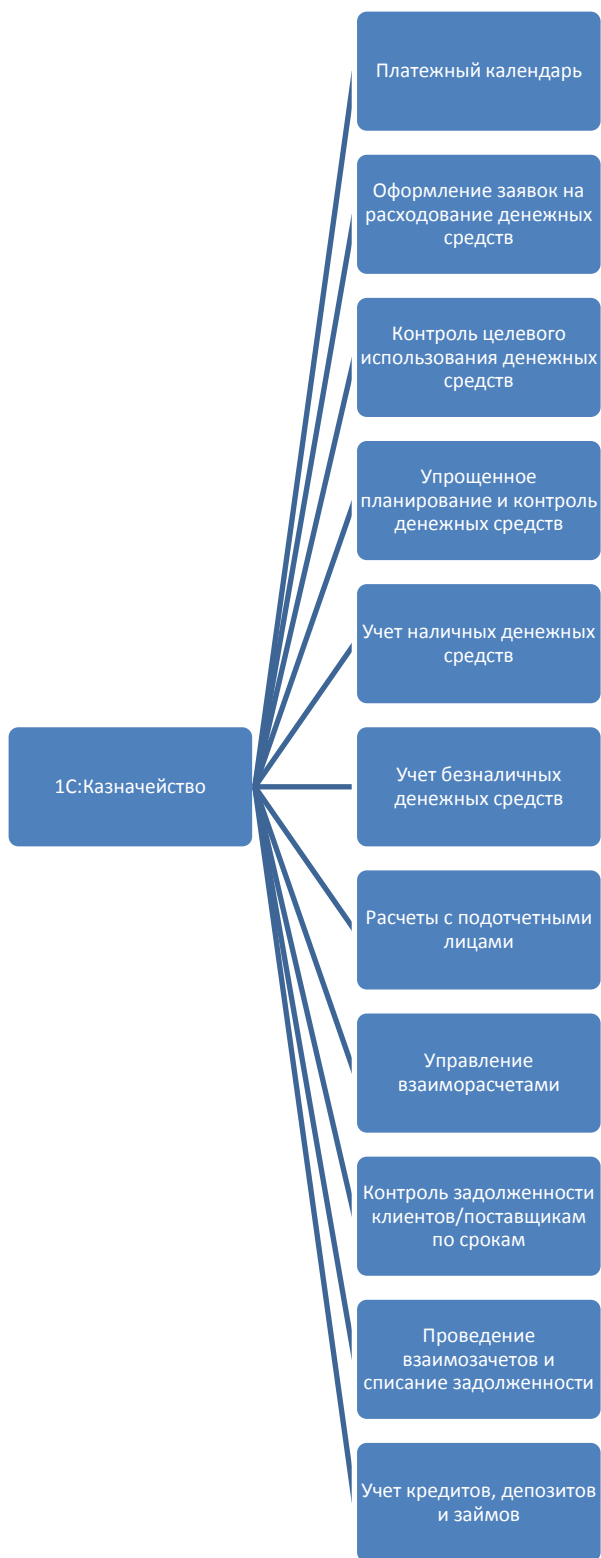 Платежный календарь
Оформление заявок на
расходование денежных
средств
Контроль целевого
использования денежных
средств
Упрощенное
планирование и контроль
денежных средств
Учет наличных денежных
средств
1С:Казначейство
Учет безналичных
денежных средств
Расчеты с подотчетными
лицами
Управление
взаиморасчетами
Контроль задолженности
клиентов/поставщикам
по срокам
Проведение
взаимозачетов и
списание задолженности
Учет кредитов, депозитов
и займов